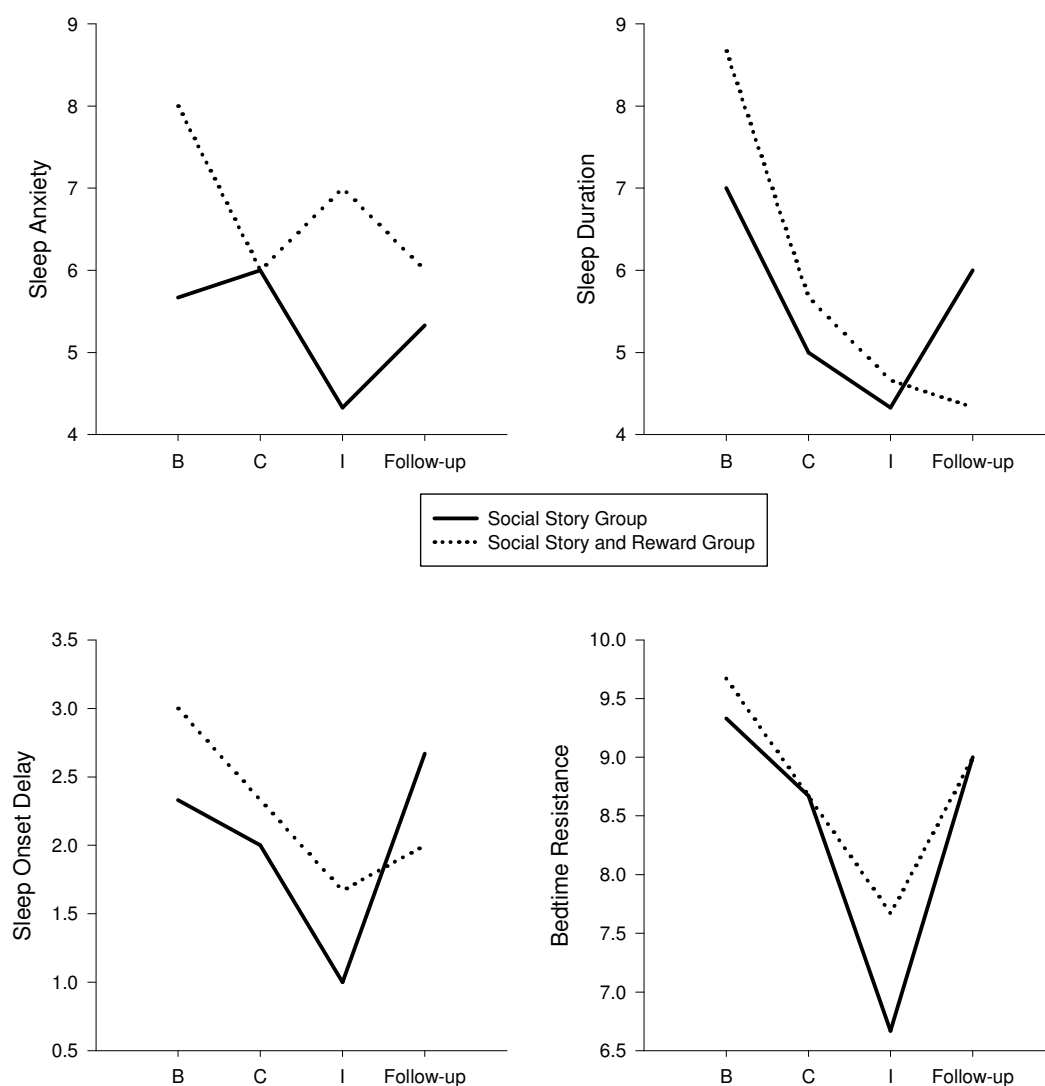 9
8
7
6
5
4
Sleep Anxiety
B C I Follow-up
9
8
7
6
5
4
Sleep Duration
B C I Follow-up
Social Story Group
Social Story and Reward Group
3.5
3.0
2.5
2.0
1.5
1.0
0.5
Sleep Onset Delay
B C I Follow-up
10.0
9.5
9.0
8.5
8.0
7.5
7.0
6.5
Bedtime Resistance
B C I Follow-up